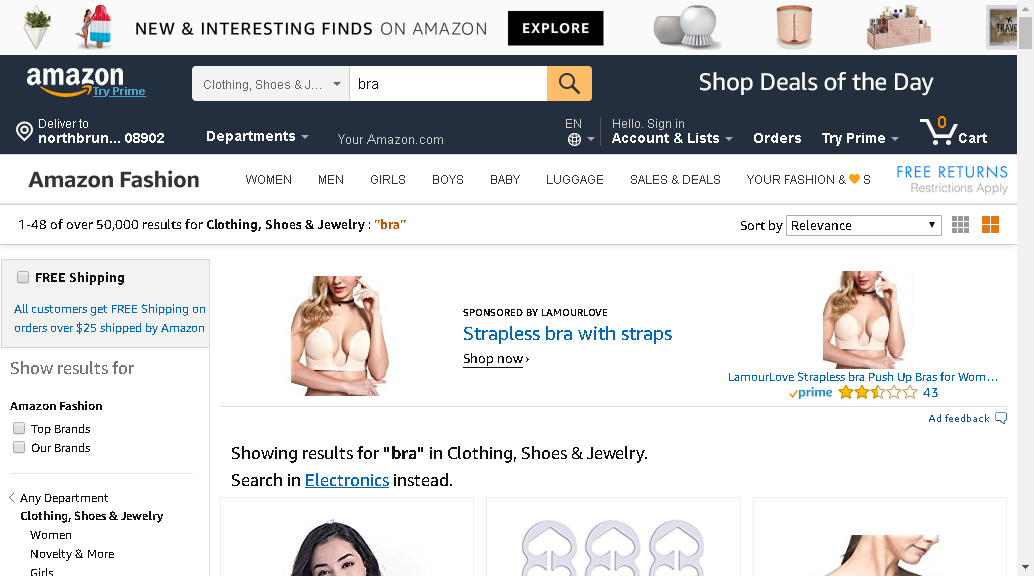 NEW & INTERESTING FINDS ON AMAZON EXPLORE
TRAVE
amazon
Try Prime
Clothing, Shoes & J...
bra
Shop Deals of the Day
Deliver to
northbrun... 08902
Departments
Your Amazon.com
EN
Hello. Sign in
Account & Lists
Orders
Try Prime
0
Cart
Amazon Fashion
WOMEN
MEN
GIRLS
BOYS
BABY
LUGGAGE
SALES & DEALS
YOUR FASHION & 🧡 S
FREE RETURNS
Restrictions Apply
1-48 of over 50,000 results for Clothing, Shoes & Jewelry : "bra"
Sort by Relevance
FREE Shipping
All customers get FREE Shipping on
orders over $25 shipped by Amazon
Show results for
Amazon Fashion
Top Brands
Our Brands
Any Department
Clothing, Shoes & Jewelry
Women
Novelty & More
Girls
SPONSORED BY LAMOURLOVE
Strapless bra with straps
Shop now ›
LamourLove Strapless bra Push Up Bras for Wom...
prime 43
Ad feedback
Showing results for "bra" in Clothing, Shoes & Jewelry.
Search in Electronics instead.